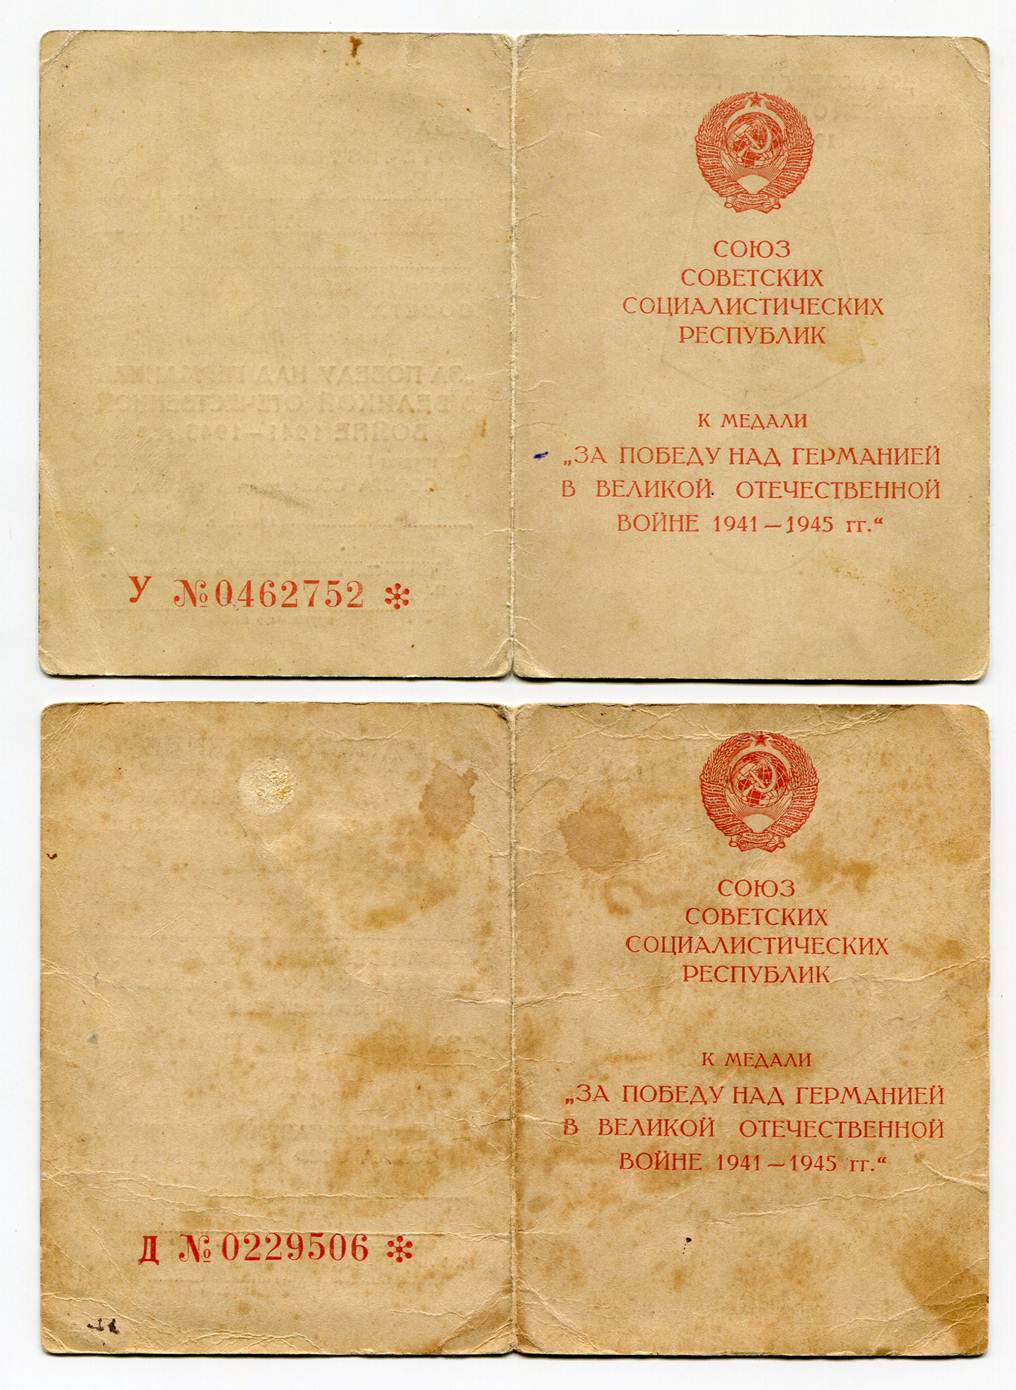 СОЮЗ
СОВЕТСКИХ
СОЦИАЛИСТИЧЕСКИХ
РЕСПУБЛИК
К МЕДАЛИ
„ЗА ПОБЕДУ НАД ГЕРМАНИЕЙ
В ВЕЛИКОЙ ОТЕЧЕСТВЕННОЙ
ВОЙНЕ 1941—1945 гг.“
У №0462752 *
СОЮЗ
СОВЕТСКИХ
СОЦИАЛИСТИЧЕСКИХ
РЕСПУБЛИК
К МЕДАЛИ
„ЗА ПОБЕДУ НАД ГЕРМАНИЕЙ
В ВЕЛИКОЙ ОТЕЧЕСТВЕННОЙ
ВОЙНЕ 1941—1945 гг.“
Д №0229506 *